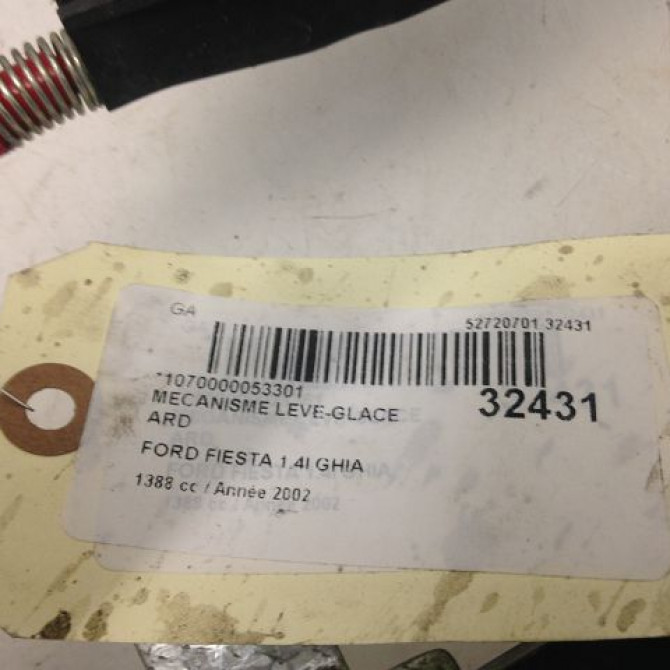 GA
52720701 32431
*1070000053301
32431
MECANISME LEVE-GLACE
ARD
FORD FIESTA 1.4I GHIA
1388 cc / Année 2002